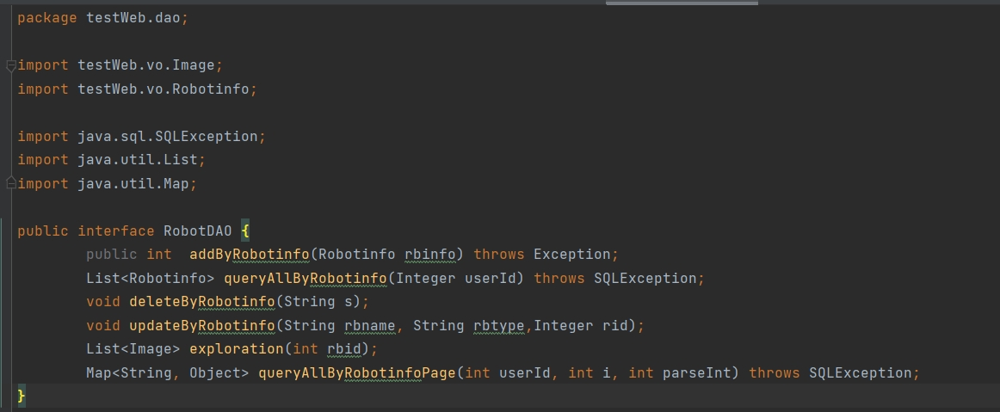 package testWeb.dao;
import testWeb.vo.Image;
import testWeb.vo.Robotinfo;
import java.sql.SQLException;
import java.util.List;
import java.util.Map;
public interface RobotDAO {
public int  addByRobotinfo(Robotinfo rbinfo) throws Exception;
List<Robotinfo> queryAllByRobotinfo(Integer userId) throws SQLException;
void deleteByRobotinfo(String s);
void updateByRobotinfo(String rbname, String rbtype,Integer rid);
List<Image> exploration(int rbid);
Map<String, Object> queryAllByRobotinfoPage(int userId, int i, int parseInt) throws SQLException;
}